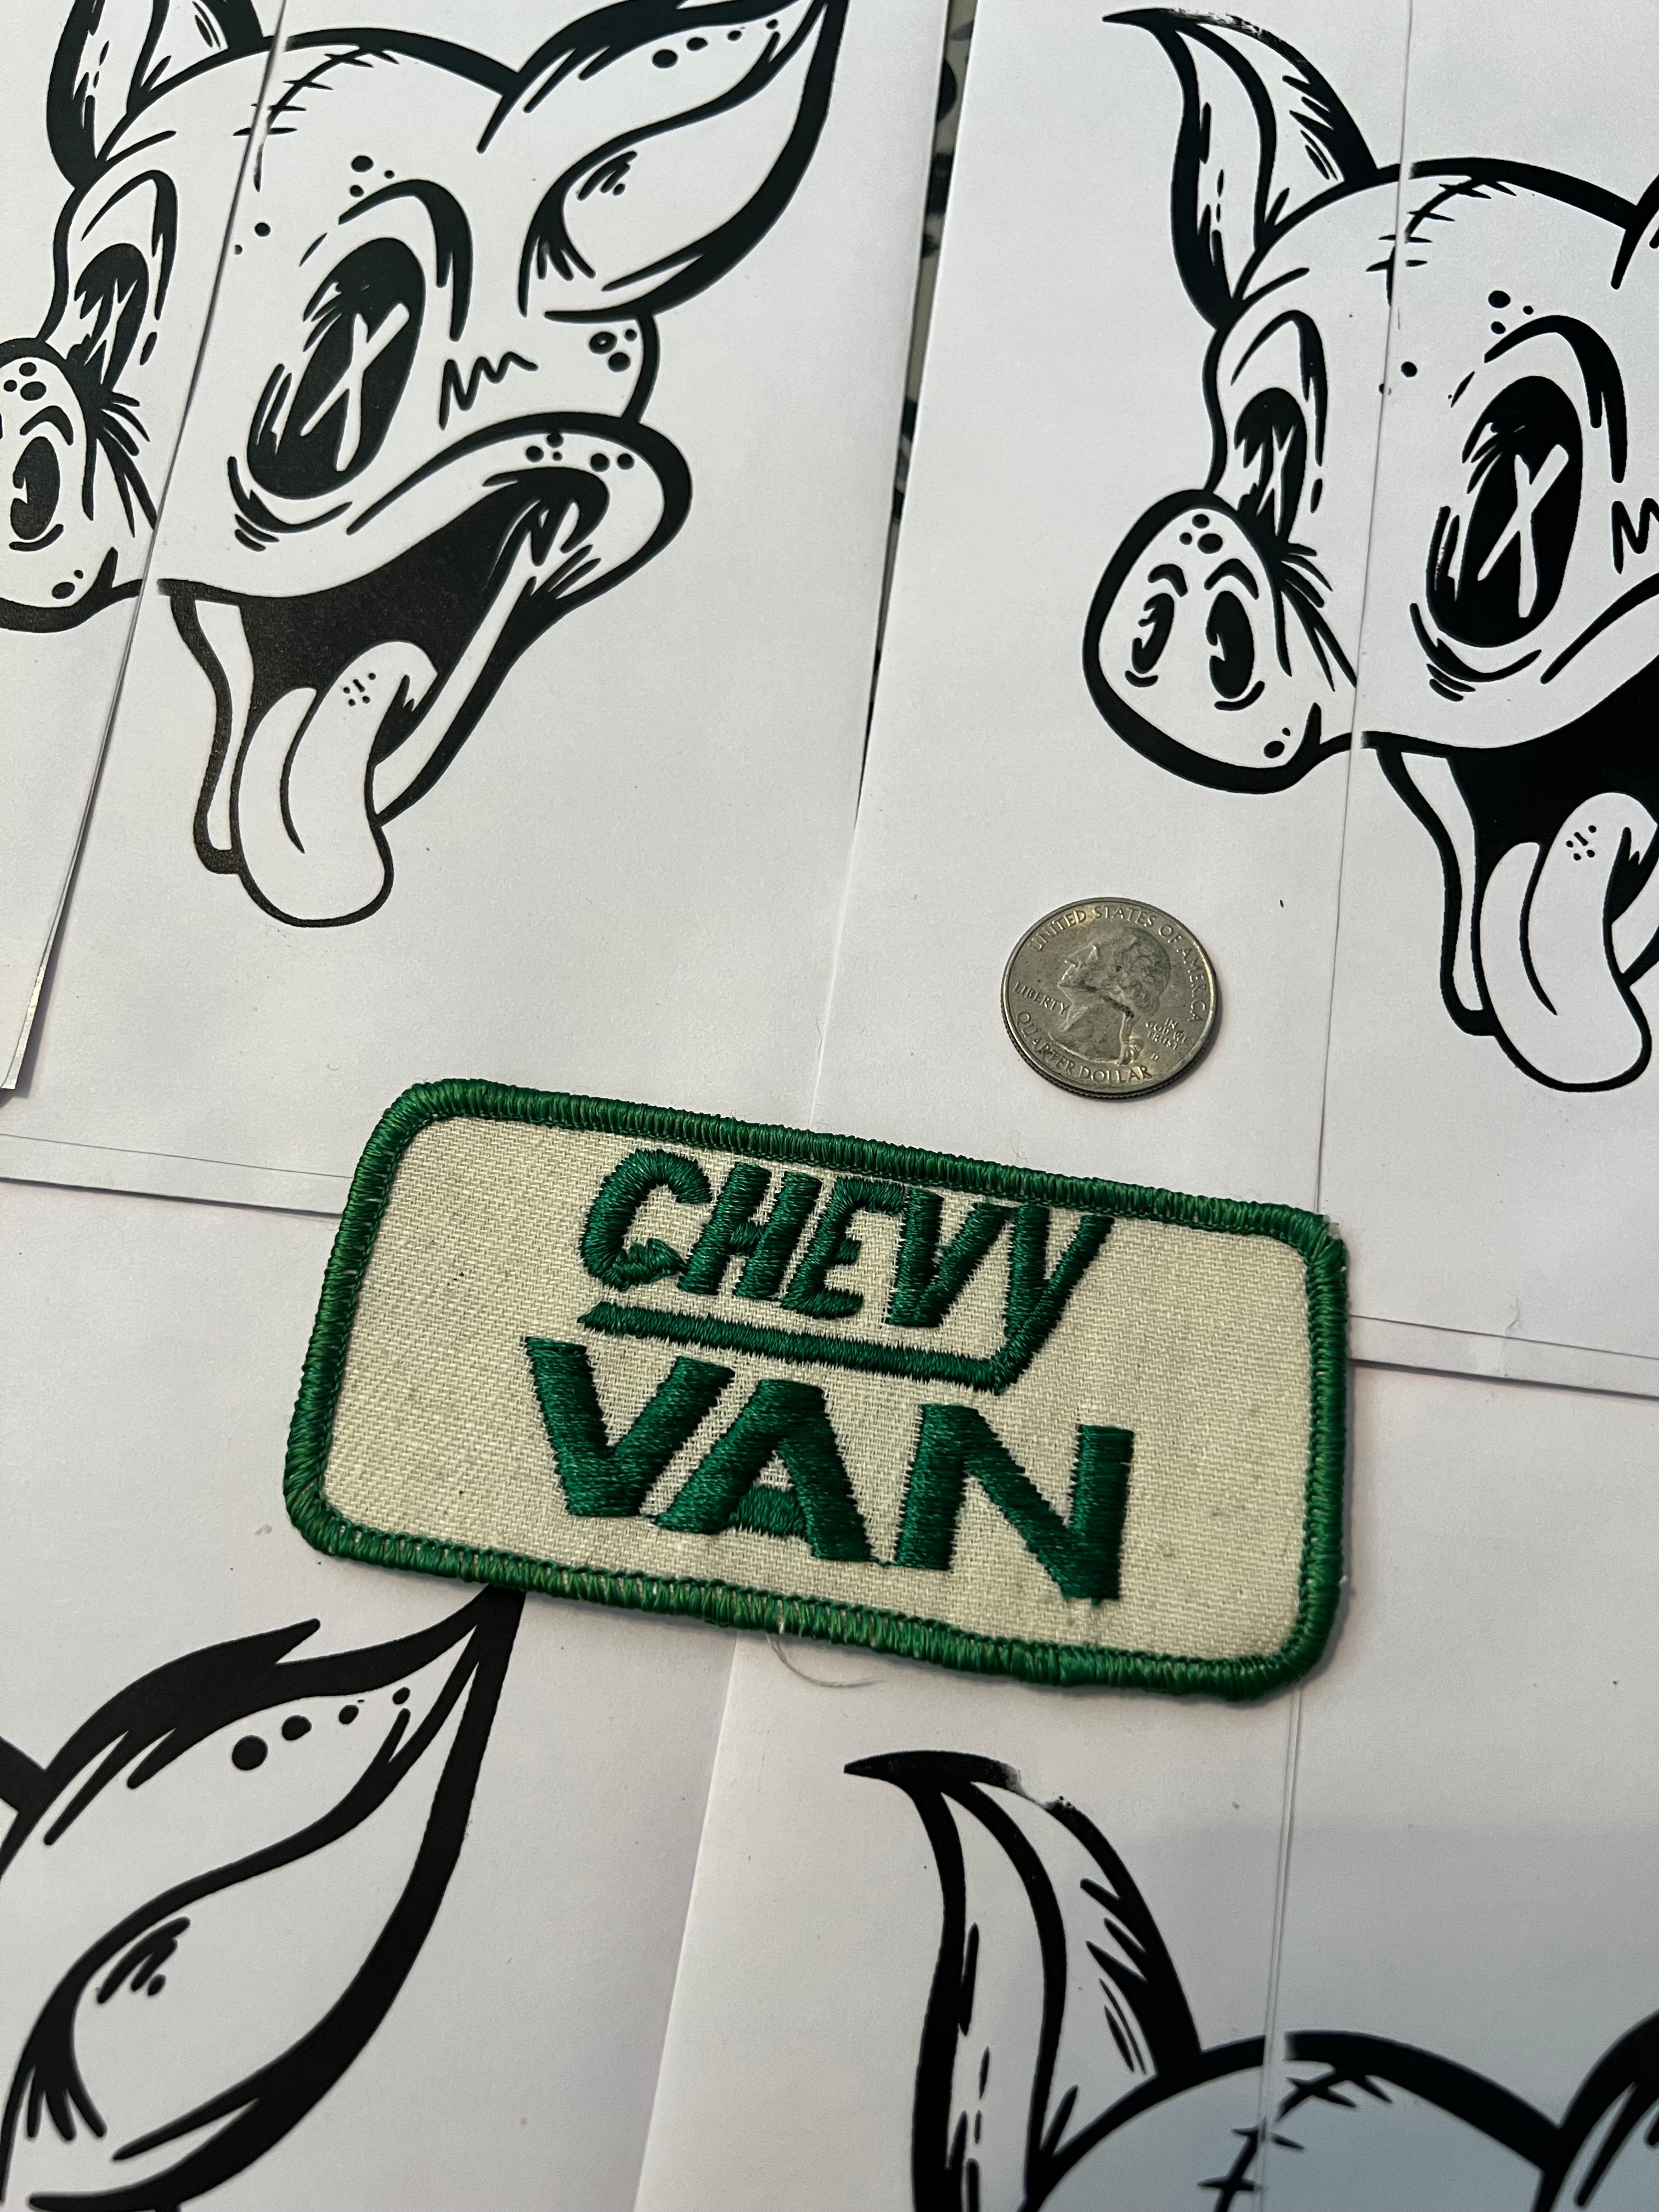 UNITED STATES OF AMERICA
LIBERTY
IN
GOD WE
TRUST
D
QUARTER DOLLAR
CHEVY
VAN